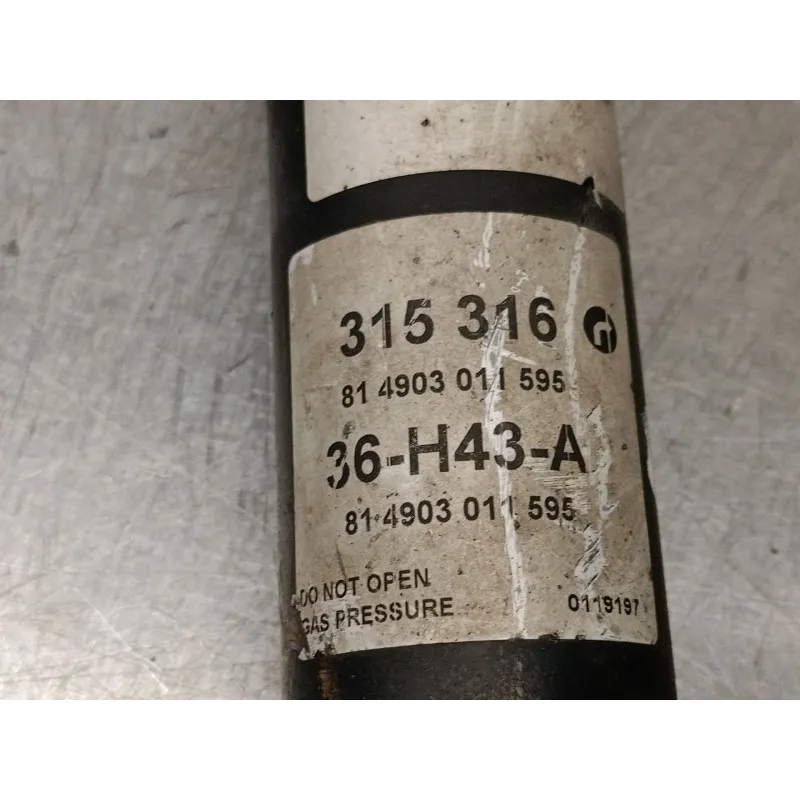 315 316 G
81 4903 011 595
36-H43-A
81 4903 011 595
DO NOT OPEN
GAS PRESSURE
0119197